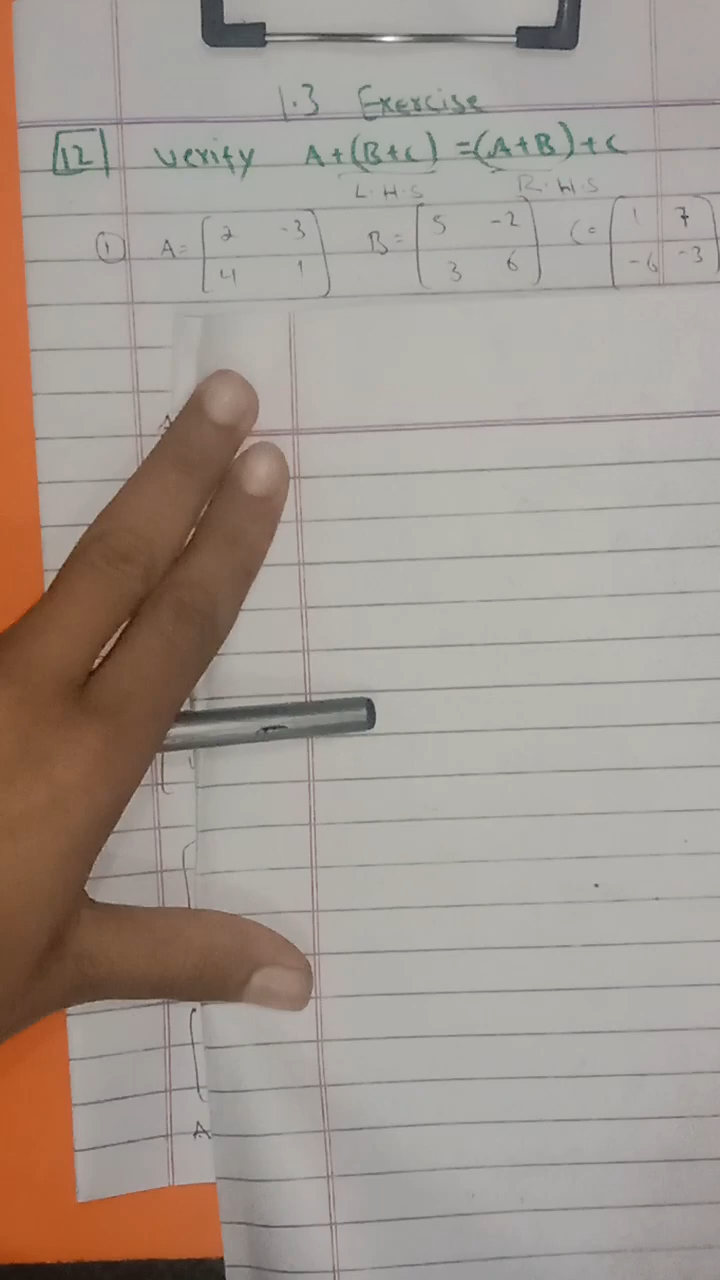 1.3 Exercise
12 verify A+(B+C)=(A+B)+C
L.H.S R.H.S
① A= [2 -3 B= [5 -2 C= [1 7
4 1] 3 6] -6 -3]
A
A